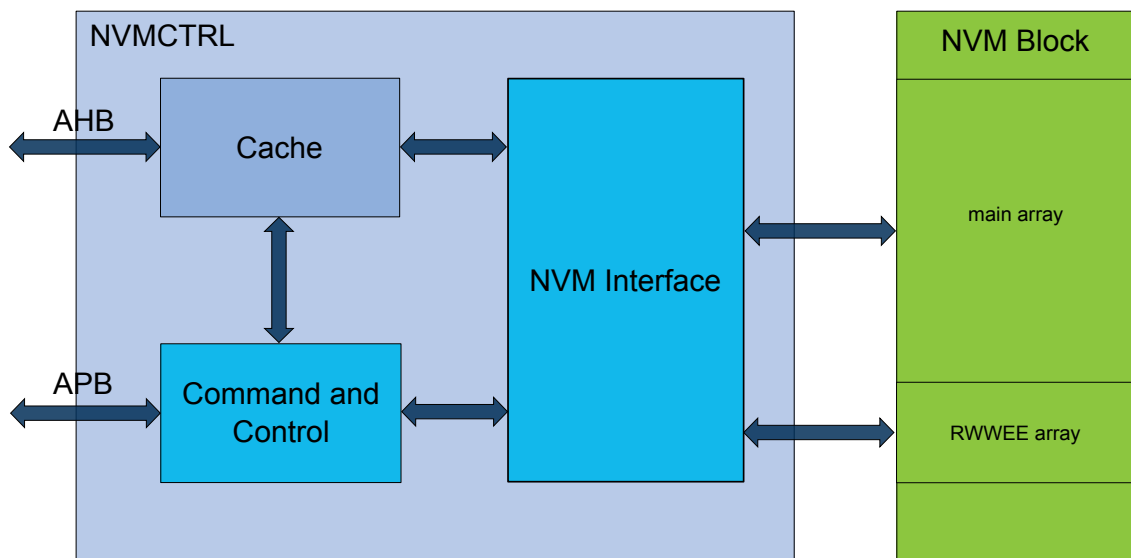 NVMCTRL
NVM Block
AHB
Cache
main array
NVM Interface
APB
Command and
Control
RWWEE array